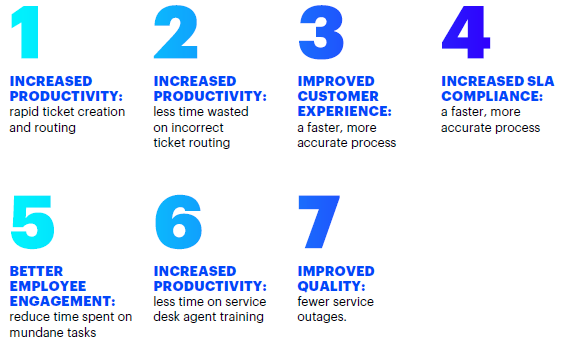 1
INCREASED
PRODUCTIVITY:
rapid ticket creation
and routing
2
INCREASED
PRODUCTIVITY:
less time wasted
on incorrect
ticket routing
3
IMPROVED
CUSTOMER
EXPERIENCE:
a faster, more
accurate process
4
INCREASED SLA
COMPLIANCE:
a faster, more
accurate process
5
BETTER
EMPLOYEE
ENGAGEMENT:
reduce time spent on
mundane tasks
6
INCREASED
PRODUCTIVITY:
less time on service
desk agent training
7
IMPROVED
QUALITY:
fewer service
outages.